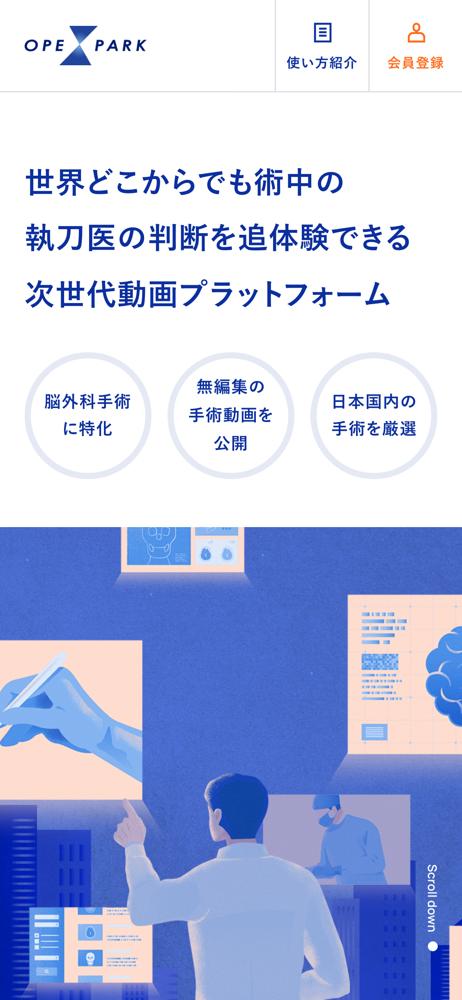 OPE PARK
使い方紹介
会員登録
世界どこからでも術中の
執刀医の判断を追体験できる
次世代動画プラットフォーム
脳外科手術
に特化
無編集の
手術動画を
公開
日本国内の
手術を厳選
Scroll down